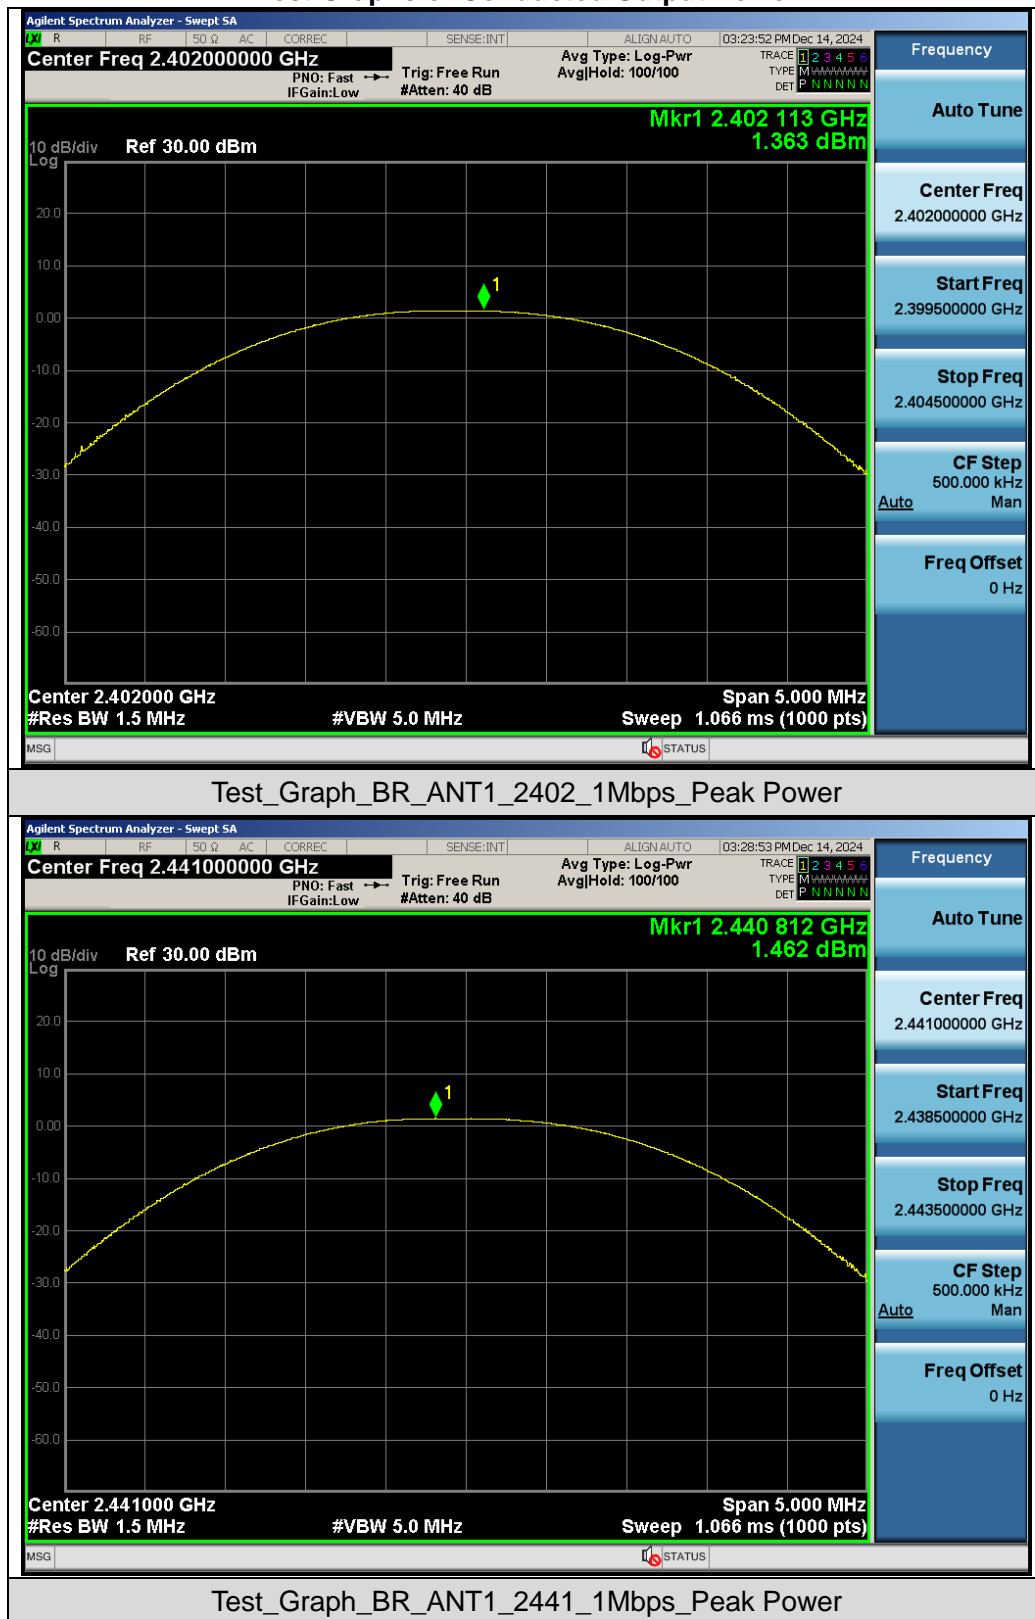 Agilent Spectrum Analyzer - Swept SA
R RF 50 Ω AC CORREC SENSE:INT ALIGN AUTO 03:23:52 PM Dec 14, 2024
Center Freq 2.402000000 GHz
PNO: Fast
IFGain:Low
Trig: Free Run
#Atten: 40 dB
Avg Type: Log-Pwr
Avg|Hold: 100/100
TRACE 1 2 3 4 5 6
TYPE M
DET P N N N N N
Frequency
Auto Tune
Center Freq
2.402000000 GHz
Start Freq
2.399500000 GHz
Stop Freq
2.404500000 GHz
CF Step
500.000 kHz
Auto Man
Freq Offset
0 Hz
Mkr1 2.402 113 GHz
1.363 dBm
10 dB/div Ref 30.00 dBm
Log
20.0
10.0
1
0.00
-10.0
-20.0
-30.0
-40.0
-50.0
-60.0
Center 2.402000 GHz Span 5.000 MHz
#Res BW 1.5 MHz #VBW 5.0 MHz Sweep 1.066 ms (1000 pts)
MSG STATUS
Test_Graph_BR_ANT1_2402_1Mbps_Peak Power
Agilent Spectrum Analyzer - Swept SA
R RF 50 Ω AC CORREC SENSE:INT ALIGN AUTO 03:28:53 PM Dec 14, 2024
Center Freq 2.441000000 GHz
PNO: Fast
IFGain:Low
Trig: Free Run
#Atten: 40 dB
Avg Type: Log-Pwr
Avg|Hold: 100/100
TRACE 1 2 3 4 5 6
TYPE M
DET P N N N N N
Frequency
Auto Tune
Center Freq
2.441000000 GHz
Start Freq
2.438500000 GHz
Stop Freq
2.443500000 GHz
CF Step
500.000 kHz
Auto Man
Freq Offset
0 Hz
Mkr1 2.440 812 GHz
1.462 dBm
10 dB/div Ref 30.00 dBm
Log
20.0
10.0
1
0.00
-10.0
-20.0
-30.0
-40.0
-50.0
-60.0
Center 2.441000 GHz Span 5.000 MHz
#Res BW 1.5 MHz #VBW 5.0 MHz Sweep 1.066 ms (1000 pts)
MSG STATUS
Test_Graph_BR_ANT1_2441_1Mbps_Peak Power